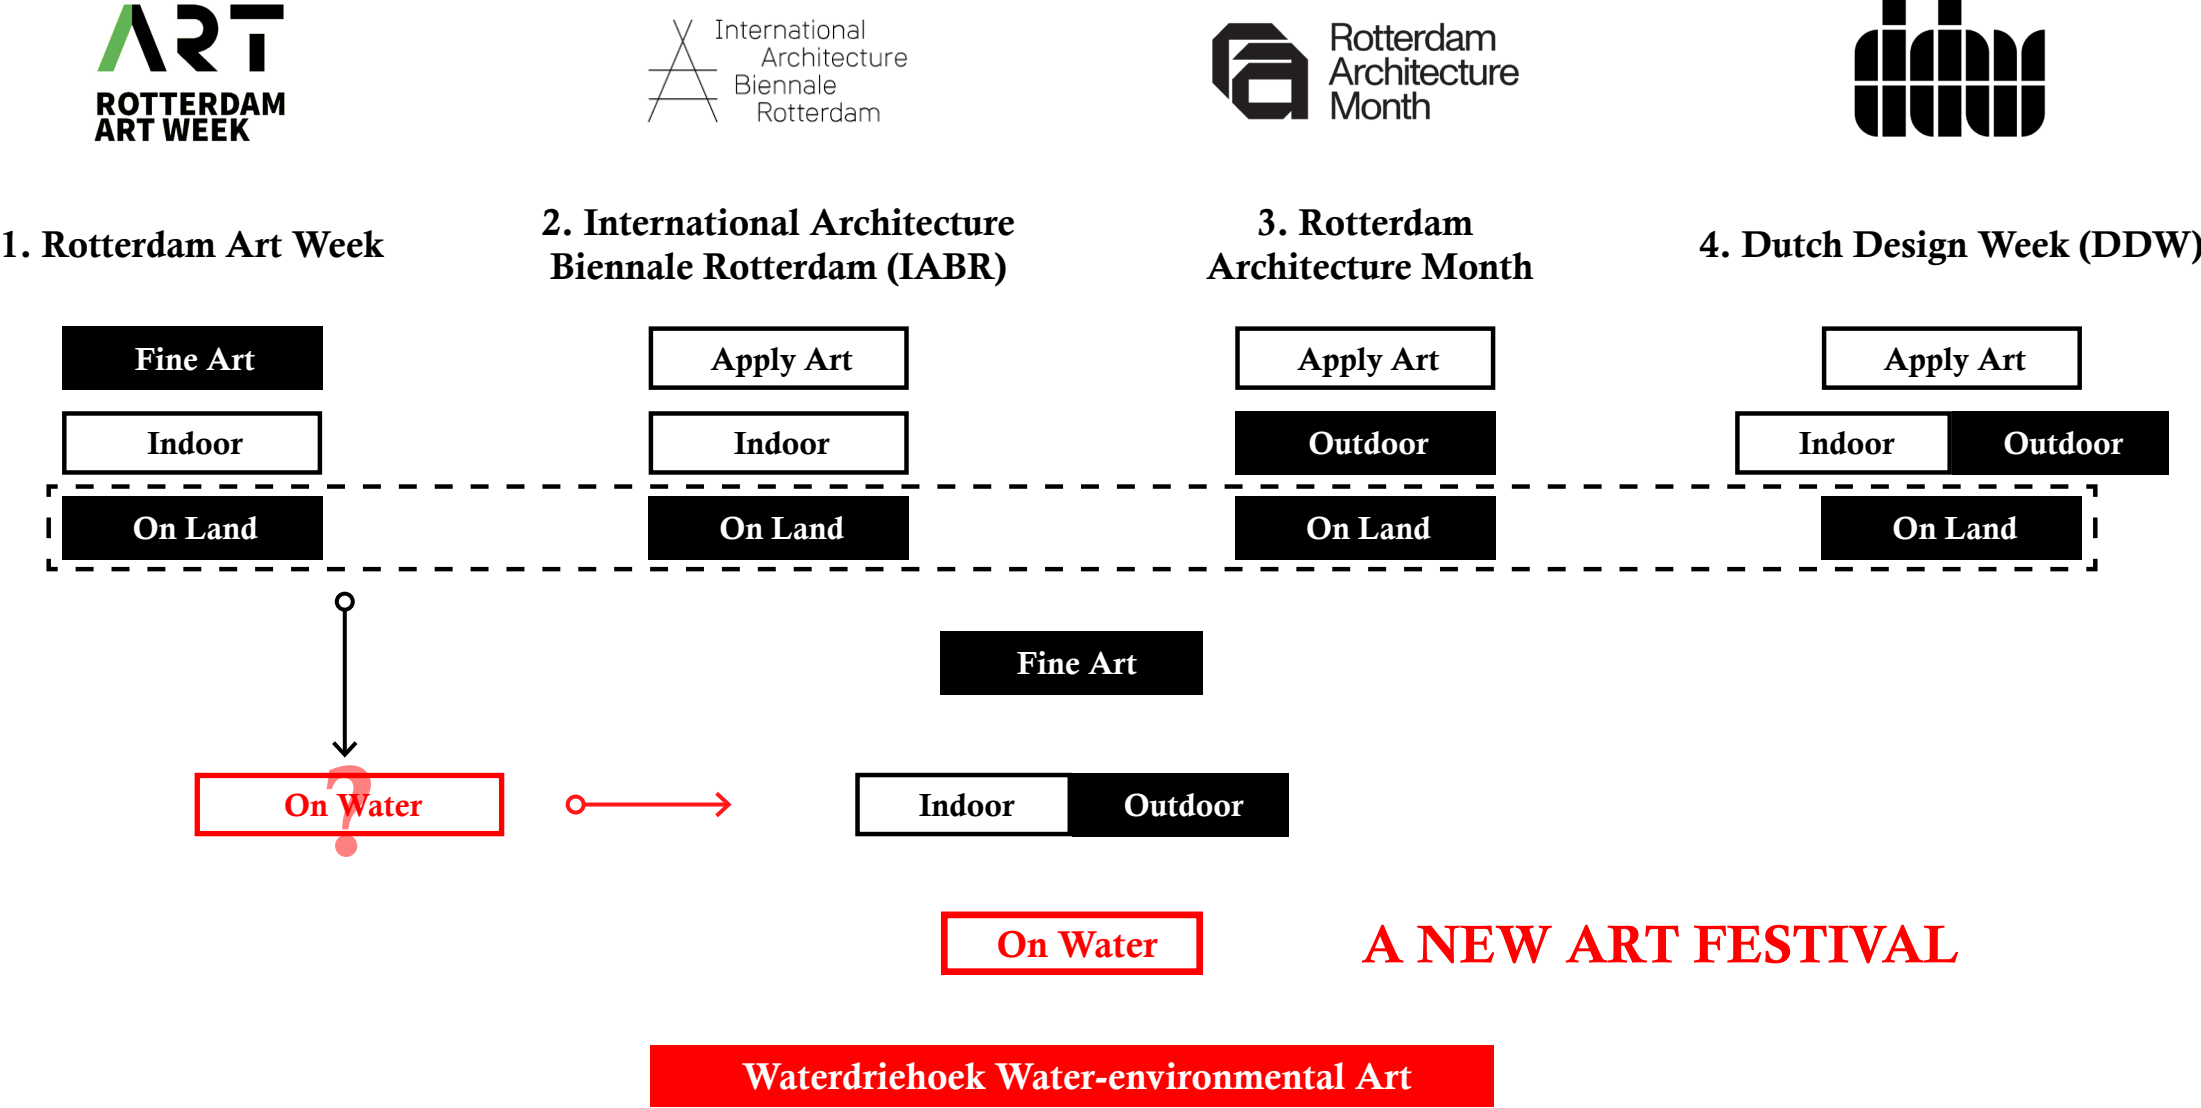 ART
ROTTERDAM
ART WEEK
International
Architecture
Biennale
Rotterdam
Rotterdam
Architecture
Month
ddw
1. Rotterdam Art Week
2. International Architecture
Biennale Rotterdam (IABR)
3. Rotterdam
Architecture Month
4. Dutch Design Week (DDW)
Fine Art
Apply Art
Apply Art
Apply Art
Indoor
Indoor
Outdoor
Indoor
Outdoor
On Land
On Land
On Land
On Land
Fine Art
?
On Water
Indoor
Outdoor
On Water
A NEW ART FESTIVAL
Waterdriehoek Water-environmental Art